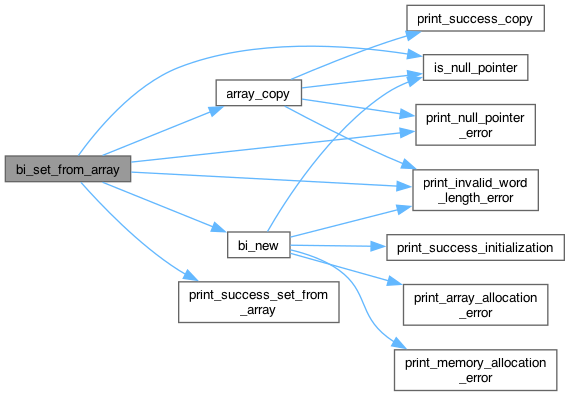 print_success_copy
is_null_pointer
array_copy
print_null_pointer
_error
bi_set_from_array
print_invalid_word
_length_error
bi_new
print_success_initialization
print_success_set_from
_array
print_array_allocation
_error
print_memory_allocation
_error